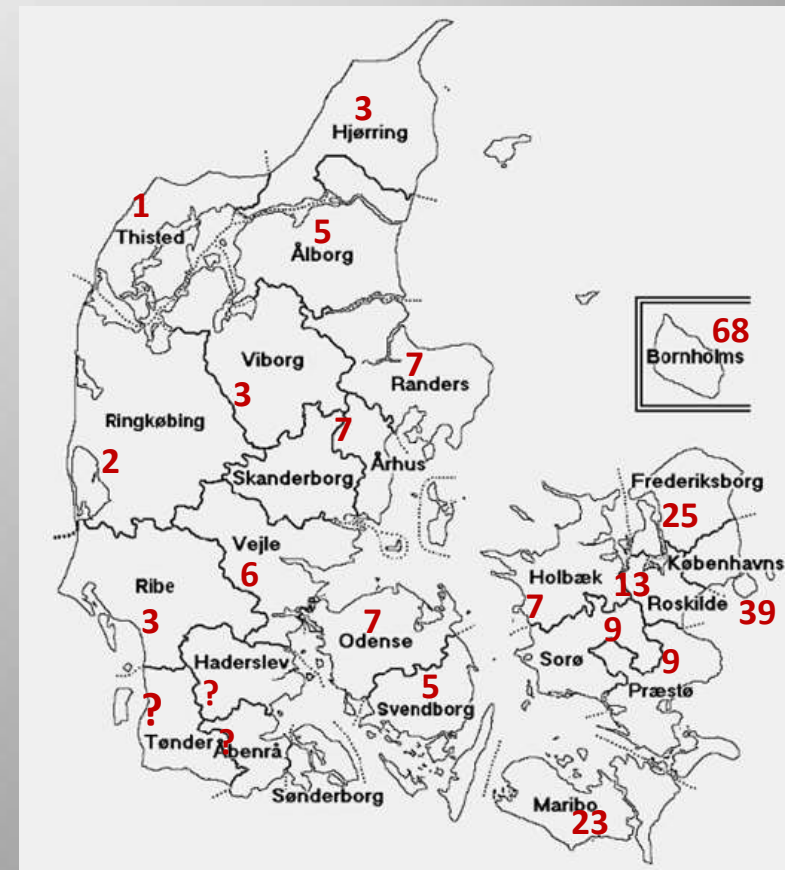 3
Hjørring
1
Thisted
5
Ålborg
68
Bornholms
Viborg
7
Randers
3
Ringkøbing
7
Århus
2
Skanderborg
Frederiksborg
25
Vejle
6
Københavns
Holbæk
13
Ribe
7
Roskilde
39
3
7
Odense
9
Haderslev
Sorø
9
?
5
Svendborg
Præstø
?
Tønder
?
Åbenrå
Sønderborg
Maribo
23